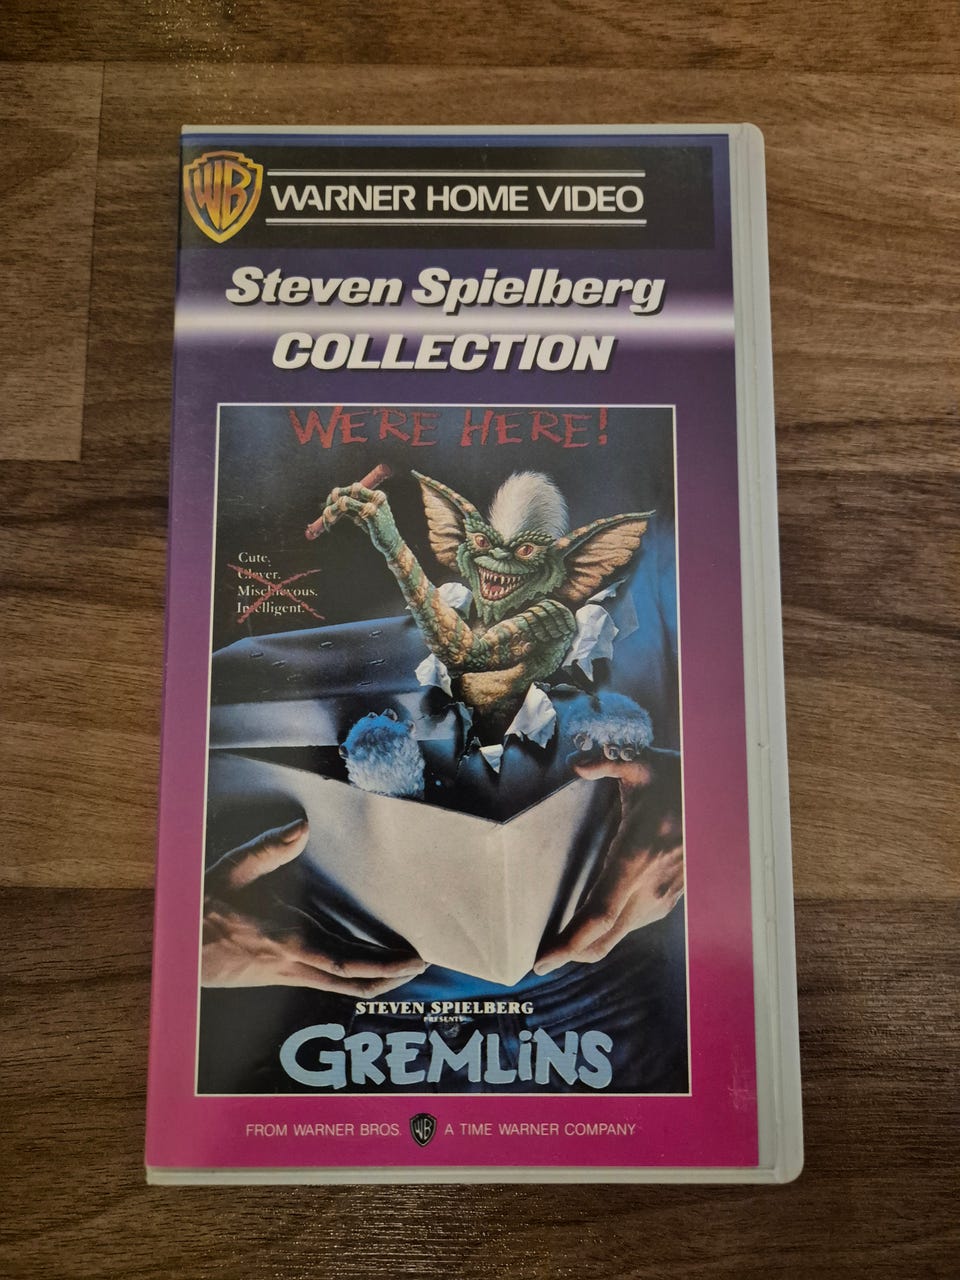 WB WARNER HOME VIDEO
Steven Spielberg
COLLECTION
WE'RE HERE!
Cute.
Clever.
Mischievous.
Intelligent.
STEVEN SPIELBERG
PRESENTS
GREMLiNS
FROM WARNER BROS. WB A TIME WARNER COMPANY